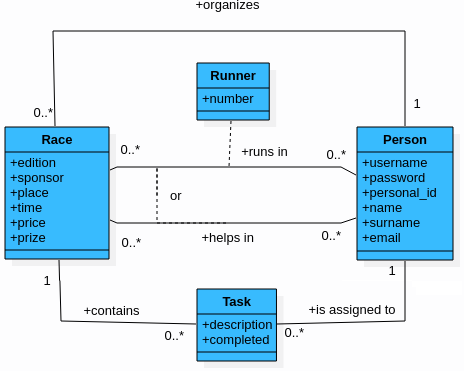 +organizes
Runner
+number
0..*
1
Race
+edition
+sponsor
+place
+time
+price
+prize
0..*
+runs in
0..*
Person
+username
+password
+personal_id
+name
+surname
+email
or
0..*
+helps in
0..*
1
+contains
0..*
Task
+description
+completed
0..*
+is assigned to
1